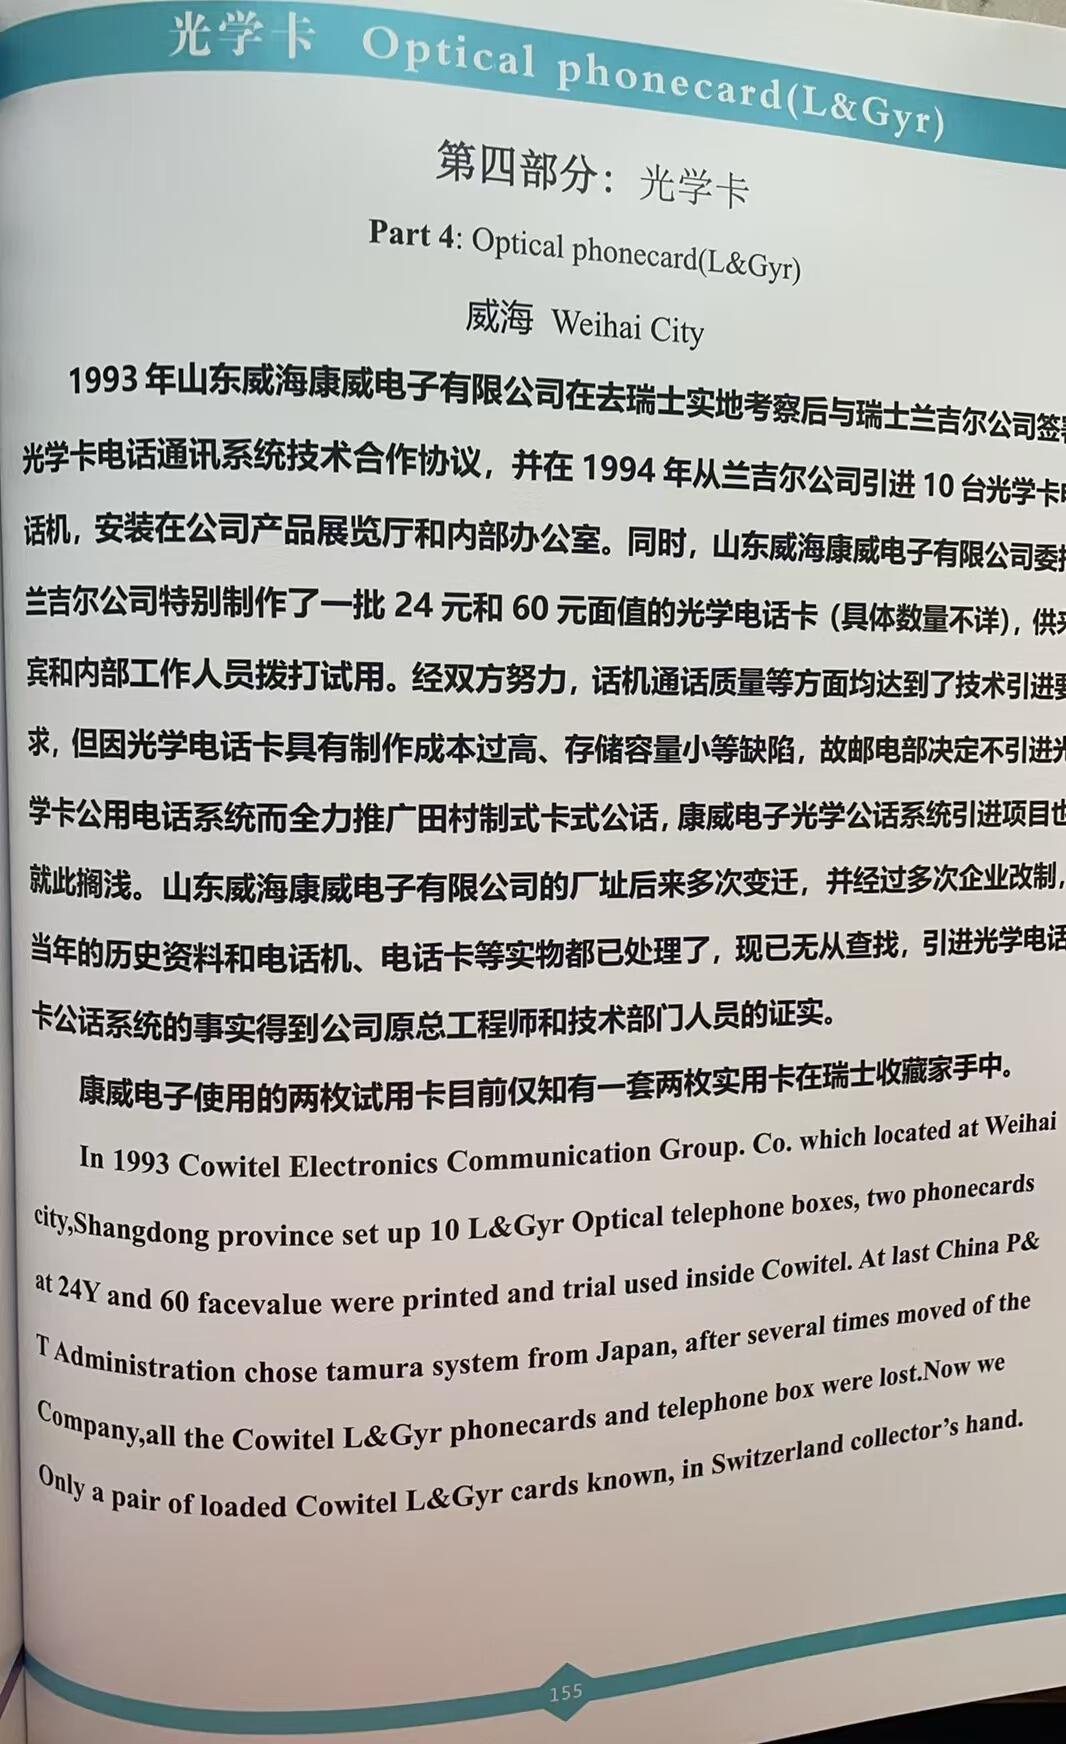 光学卡 Optical phonecard(L&Gyr)
第四部分：光学卡
Part 4: Optical phonecard(L&Gyr)
威海 Weihai City
1993年山东威海康威电子有限公司在去瑞士实地考察后与瑞士兰吉尔公司签
光学卡电话通讯系统技术合作协议，并在1994年从兰吉尔公司引进10台光学卡
话机，安装在公司产品展览厅和内部办公室。同时，山东威海康威电子有限公司委
兰吉尔公司特别制作了一批24元和60元面值的光学电话卡（具体数量不详），供来
宾和内部工作人员拨打试用。经双方努力，话机通话质量等方面均达到了技术引进要
求，但因光学电话卡具有制作成本过高、存储容量小等缺陷，故邮电部决定不引进光
学卡公用电话系统而全力推广田村制式卡式公话，康威电子光学公话系统引进项目也
就此搁浅。山东威海康威电子有限公司的厂址后来多次变迁，并经过多次企业改制，
当年的历史资料和电话机、电话卡等实物都已处理了，现已无从查找，引进光学电话
卡公话系统的事实得到公司原总工程师和技术部门人员的证实。
康威电子使用的两枚试用卡目前仅知有一套两枚实用卡在瑞士收藏家手中。
In 1993 Cowitel Electronics Communication Group. Co. which located at Weihai
city,Shangdong province set up 10 L&Gyr Optical telephone boxes, two phonecards
at 24Y and 60 facevalue were printed and trial used inside Cowitel. At last China P&
T Administration chose tamura system from Japan, after several times moved of the
Company,all the Cowitel L&Gyr phonecards and telephone box were lost.Now we
Only a pair of loaded Cowitel L&Gyr cards known, in Switzerland collector's hand.
155